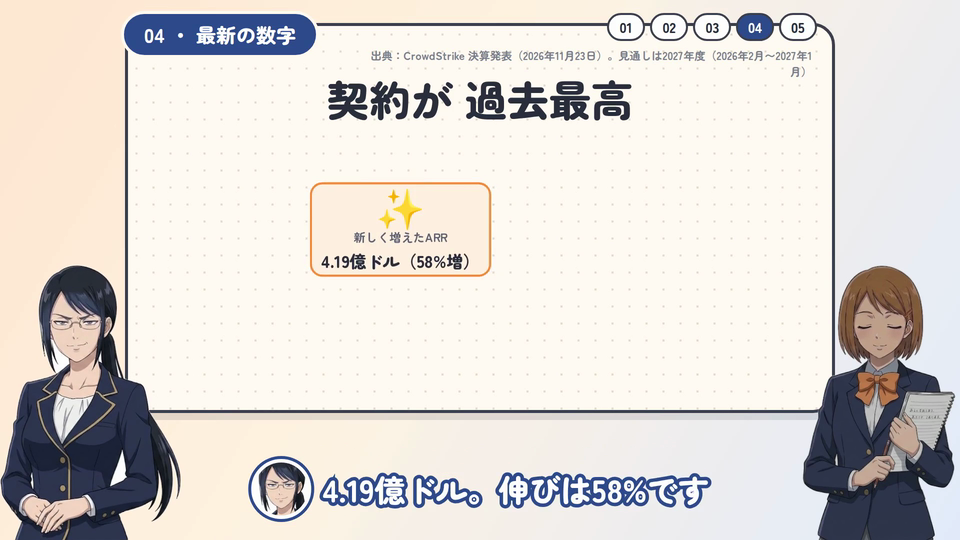 04 ・ 最新の数字
01 02 03 04 05
出典：CrowdStrike 決算発表（2026年11月23日）。見通しは2027年度（2026年2月〜2027年1
月）
契約が 過去最高
新しく増えたARR
4.19億ドル（58%増）
4.19億ドル。伸びは58%です